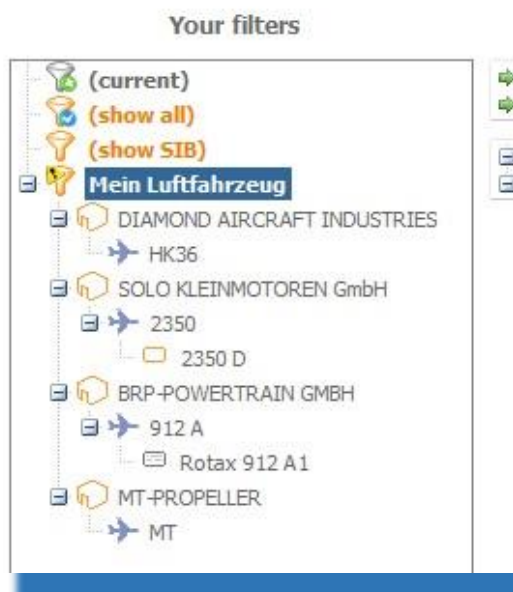 Your filters
(current)
(show all)
(show SIB)
Mein Luftfahrzeug
DIAMOND AIRCRAFT INDUSTRIES
HK36
SOLO KLEINMOTOREN GmbH
2350
2350 D
BRP-POWERTRAIN GMBH
912 A
Rotax 912 A1
MT-PROPELLER
MT